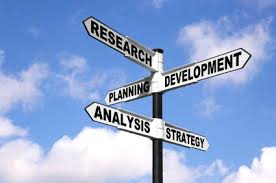 RESEARCH
DEVELOPMENT
PLANNING
ANALYSIS
STRATEGY